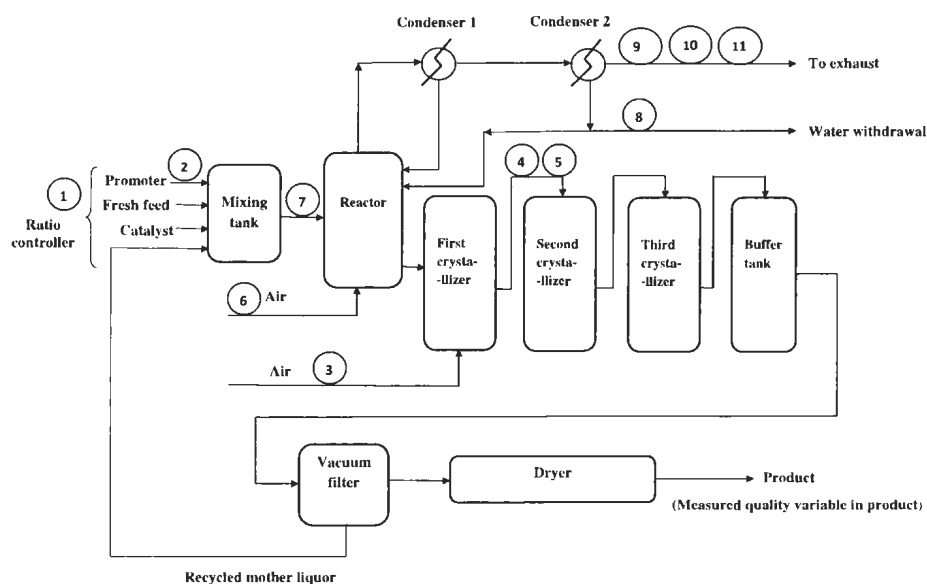 Condenser 1
Condenser 2
9
10
11
To exhaust
8
Water withdrawal
1
Ratio
controller
Promoter
2
Fresh feed
Catalyst
Mixing
tank
7
Reactor
4
5
First
crysta-
-llizer
Second
crysta-
-llizer
Third
crysta-
-llizer
Buffer
tank
6
Air
Air
3
Vacuum
filter
Dryer
Product
(Measured quality variable in product)
Recycled mother liquor